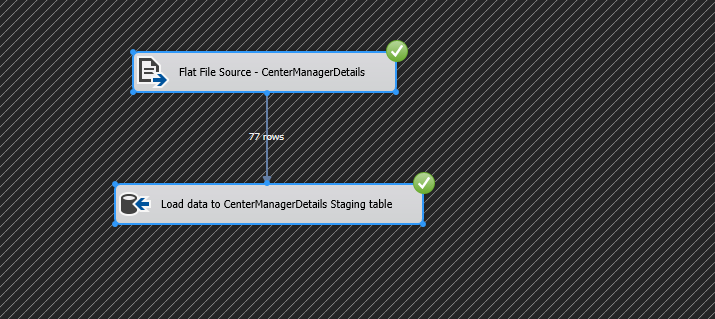 Flat File Source - CenterManagerDetails
77 rows
Load data to CenterManagerDetails Staging table